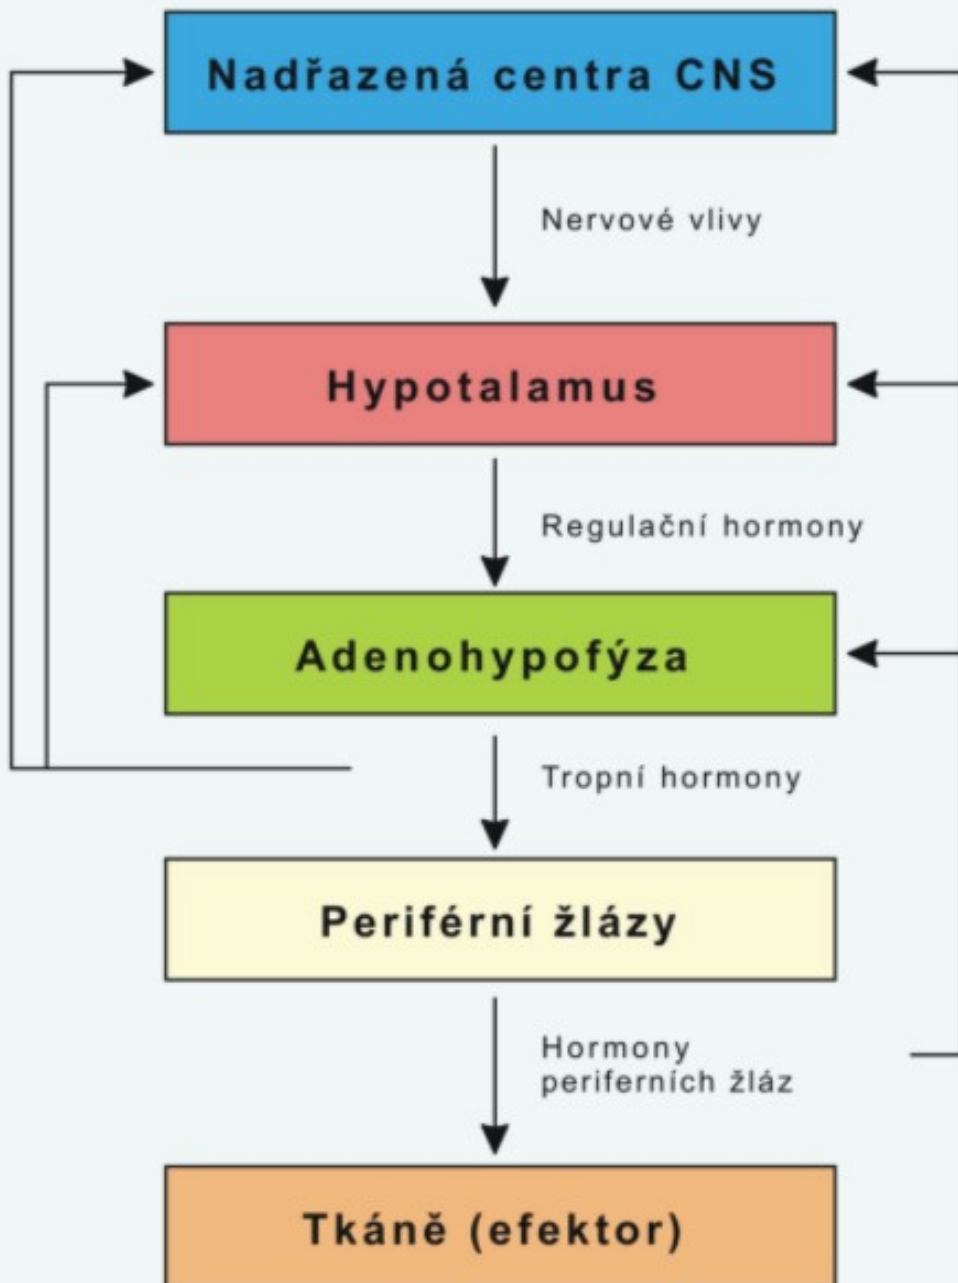 Nadřazená centra CNS
Nervové vlivy
Hypotalamus
Regulační hormony
Adenohypofýza
Tropní hormony
Periférní žlázy
Hormony
periferních žláz
Tkáně (efektor)